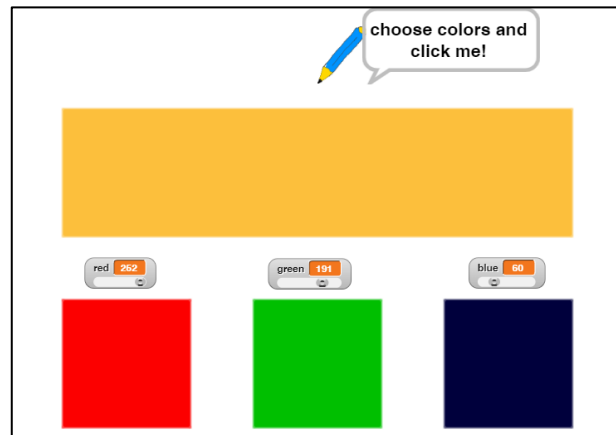 choose colors and
click me!
red 252
green 191
blue 60